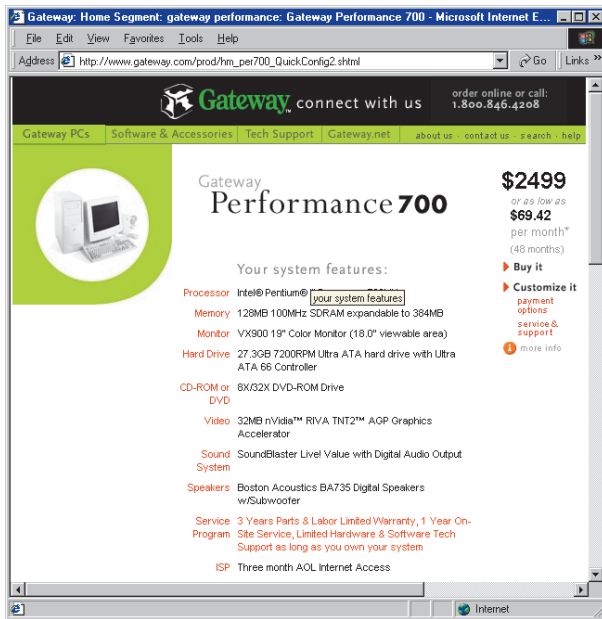 Gateway: Home Segment: gateway performance: Gateway Performance 700 - Microsoft Internet E...
File Edit View Favorites Tools Help
Address http://www.gateway.com/prod/hm_per700_QuickConfig2.shtml Go Links »
Gateway™ connect with us
order online or call:
1.800.846.4208
Gateway PCs Software & Accessories Tech Support Gateway.net about us · contact us · search · help
Gateway
Performance 700
$2499
or as low as
$69.42
per month*
(48 months)
Buy it
Customize it
payment
options
service &
support
more info
Your system features:
Processor Intel® Pentium®
your system features
Memory 128MB 100MHz SDRAM expandable to 384MB
Monitor VX900 19" Color Monitor (18.0" viewable area)
Hard Drive 27.3GB 7200RPM Ultra ATA hard drive with Ultra
ATA 66 Controller
CD-ROM or 8X/32X DVD-ROM Drive
DVD
Video 32MB nVidia™ RIVA TNT2™ AGP Graphics
Accelerator
Sound SoundBlaster Live! Value with Digital Audio Output
System
Speakers Boston Acoustics BA735 Digital Speakers
w/Subwoofer
Service 3 Years Parts & Labor Limited Warranty, 1 Year On-
Program Site Service, Limited Hardware & Software Tech
Support as long as you own your system
ISP Three month AOL Internet Access
Internet